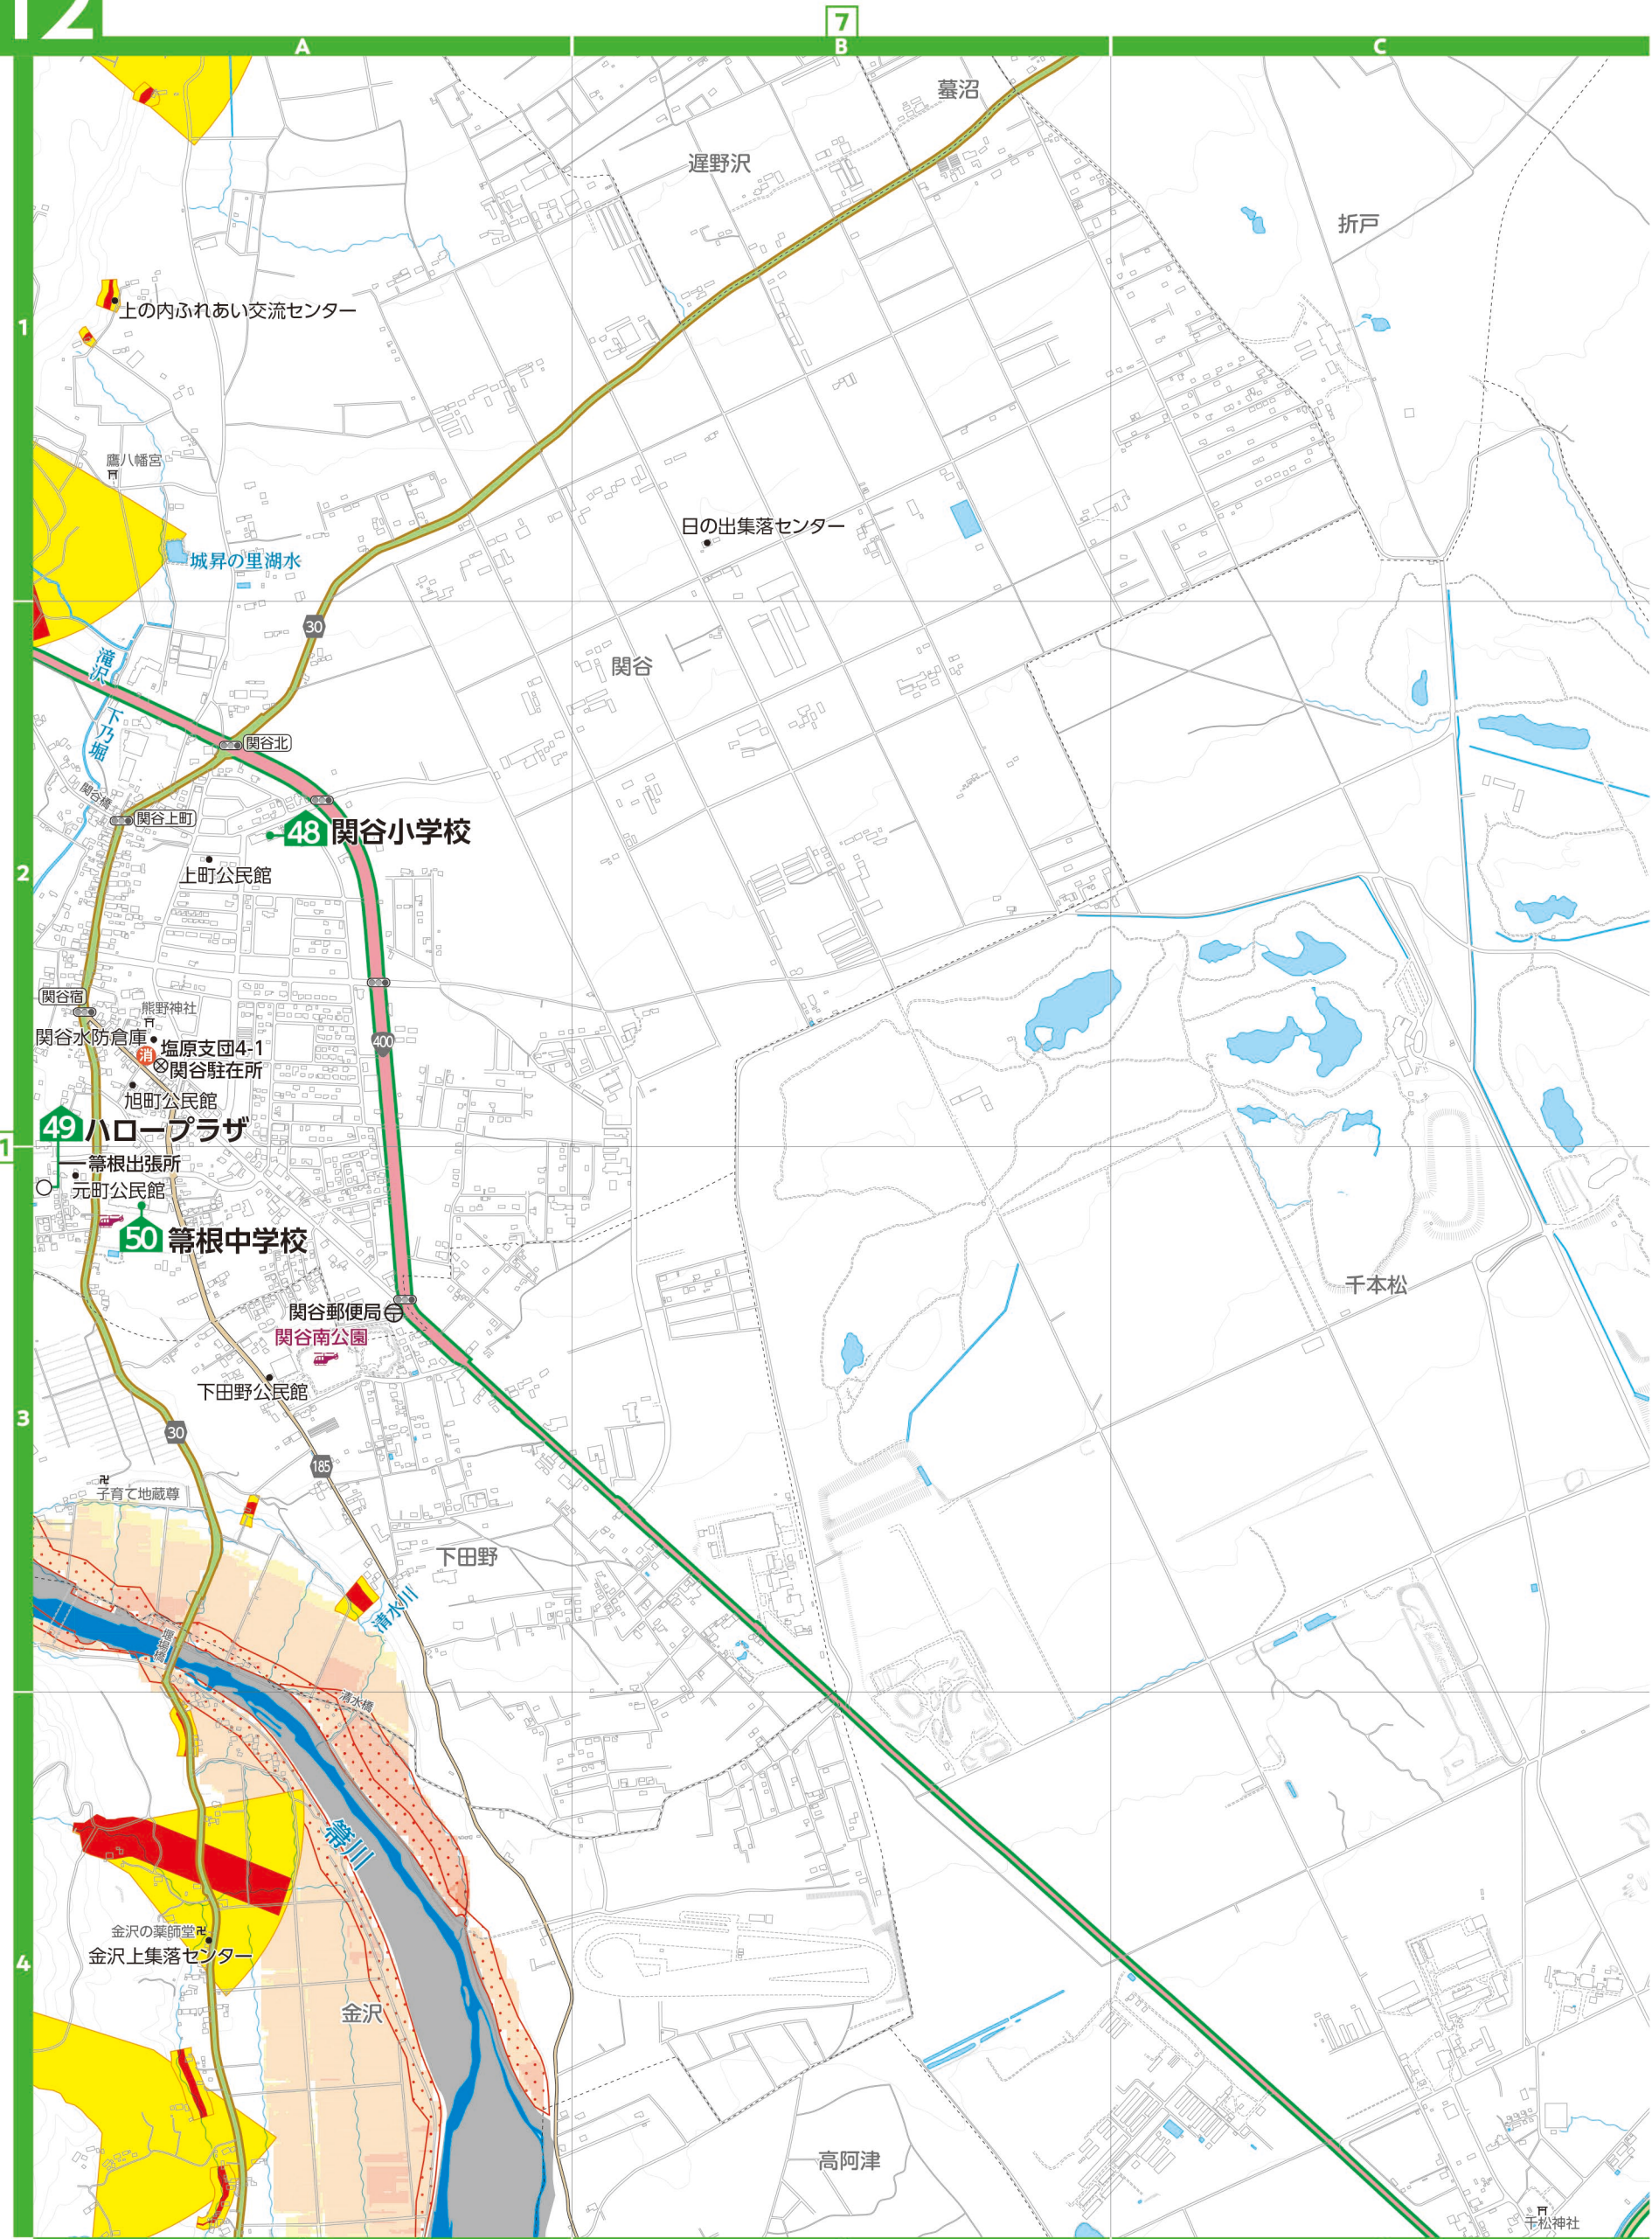 12
7
A
B
C
蟇沼
遅野沢
折戸
1
上の内ふれあい交流センター
鷹八幡宮
日の出集落センター
城昇の里湖水
30
滝沢
関谷
下乃堀
関谷北
関谷橋
関谷上町
48 関谷小学校
2
上町公民館
関谷宿
熊野神社
関谷水防倉庫
消
塩原支団4-1
400
関谷駐在所
旭町公民館
49 ハロープラザ
1
箒根出張所
元町公民館
50 箒根中学校
千本松
関谷郵便局
関谷南公園
下田野公民館
3
30
185
子育て地蔵尊
下田野
清水川
堰場橋
清水橋
箒川
金沢の薬師堂
金沢上集落センター
4
金沢
高阿津
千松神社